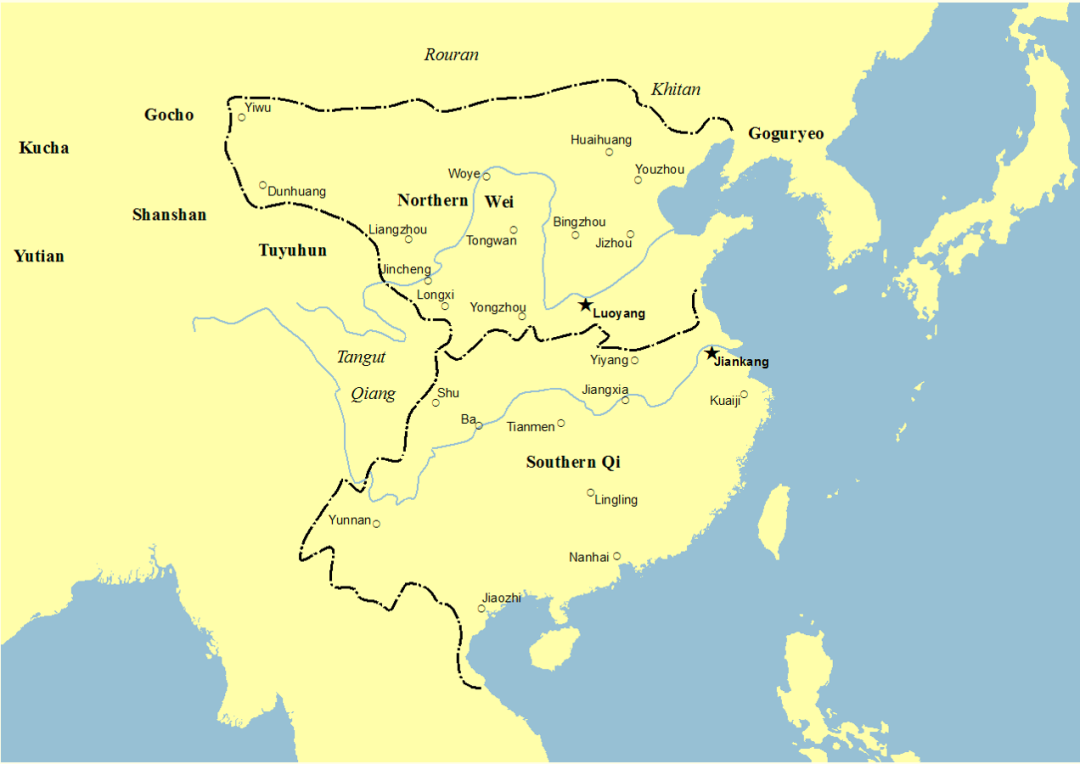 Rouran
Khitan
Yiwu
Gocho
Goguryeo
Huaihuang
Kucha
Woye
Youzhou
Dunhuang
Northern Wei
Shanshan
Liangzhou
Tongwan
Bingzhou
Jizhou
Yutian
Tuyuhun
Jincheng
Longxi
Yongzhou
Luoyang
Tangut
Yiyang
Jiankang
Qiang
Shu
Jiangxia
Kuaiji
Ba
Tianmen
Southern Qi
Lingling
Yunnan
Nanhai
Jiaozhi